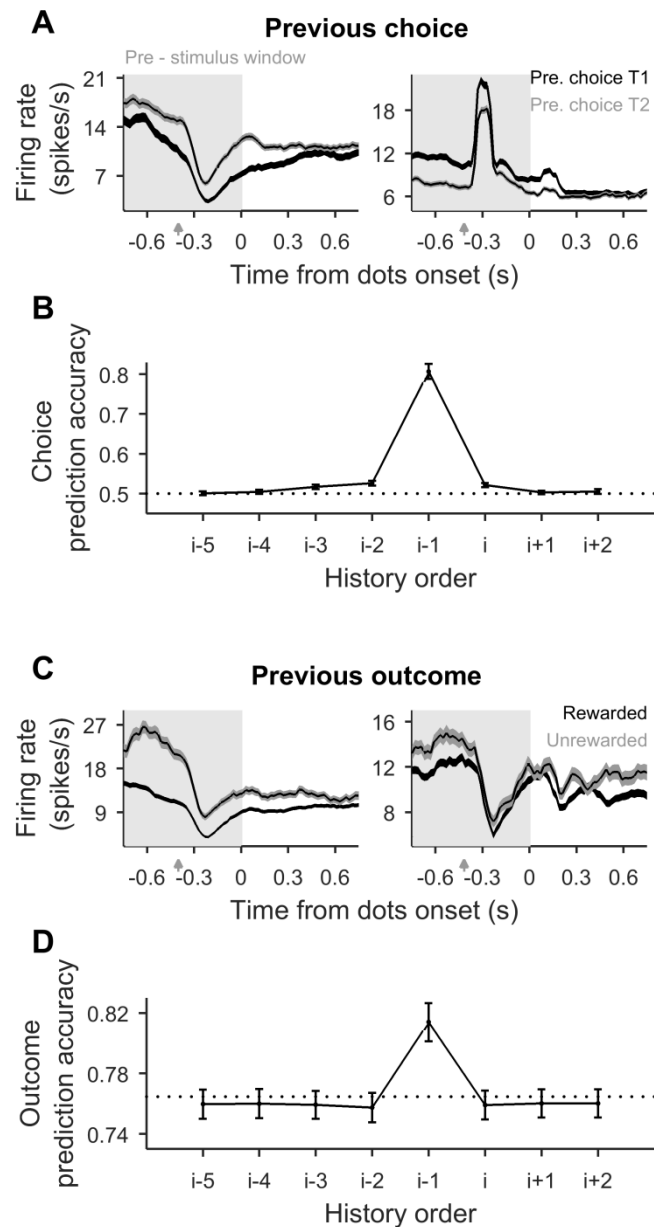 A
Previous choice
Pre - stimulus window
Pre. choice T1
Pre. choice T2
Firing rate
(spikes/s)
21
14
7
18
12
6
-0.6 -0.3 0 0.3 0.6
-0.6 -0.3 0 0.3 0.6
Time from dots onset (s)
B
Choice
prediction accuracy
0.8
0.7
0.6
0.5
i-5 i-4 i-3 i-2 i-1 i i+1 i+2
History order
C
Previous outcome
Rewarded
Unrewarded
Firing rate
(spikes/s)
27
18
9
16
12
8
-0.6 -0.3 0 0.3 0.6
-0.6 -0.3 0 0.3 0.6
Time from dots onset (s)
D
Outcome
prediction accuracy
0.82
0.78
0.74
i-5 i-4 i-3 i-2 i-1 i i+1 i+2
History order